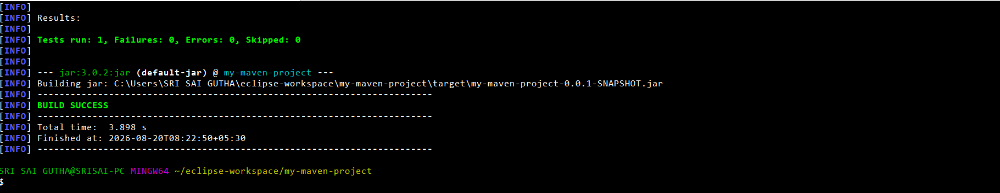 [INFO]
[INFO] Results:
[INFO]
[INFO] Tests run: 1, Failures: 0, Errors: 0, Skipped: 0
[INFO]
[INFO]
[INFO] --- jar:3.0.2:jar (default-jar) @ my-maven-project ---
[INFO] Building jar: C:\Users\SRI SAI GUTHA\eclipse-workspace\my-maven-project\target\my-maven-project-0.0.1-SNAPSHOT.jar
[INFO] ------------------------------------------------------------------------
[INFO] BUILD SUCCESS
[INFO] ------------------------------------------------------------------------
[INFO] Total time:  3.898 s
[INFO] Finished at: 2026-08-20T08:22:50+05:30
[INFO] ------------------------------------------------------------------------
SRI SAI GUTHA@SRISAI-PC MINGW64 ~/eclipse-workspace/my-maven-project
$